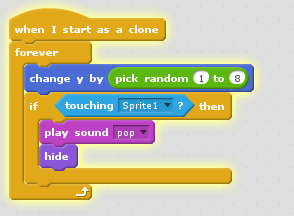 when I start as a clone
forever
change y by pick random 1 to 8
if touching Sprite1 ? then
play sound pop
hide